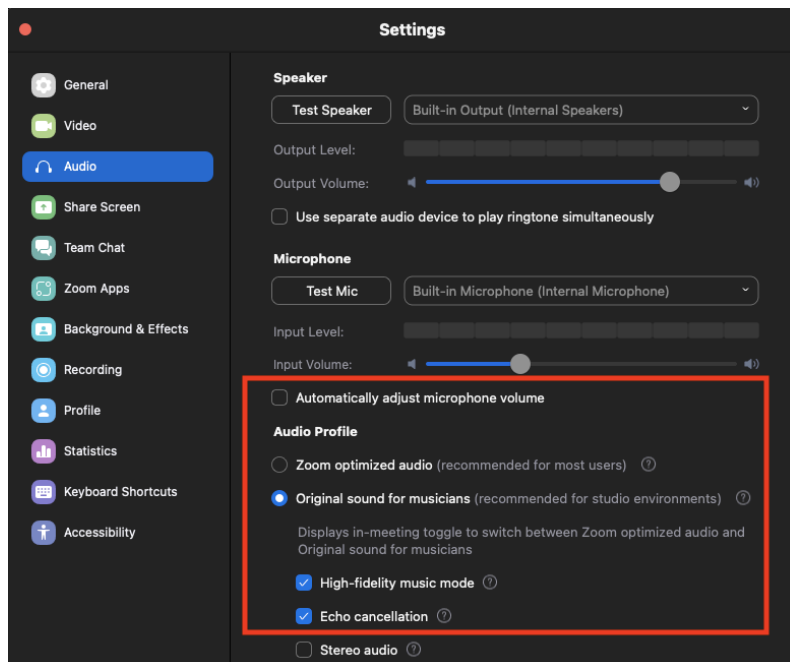 Settings
General
Video
Audio
Share Screen
Team Chat
Zoom Apps
Background & Effects
Recording
Profile
Statistics
Keyboard Shortcuts
Accessibility
Speaker
Test Speaker
Built-in Output (Internal Speakers)
Output Level:
Output Volume:
Use separate audio device to play ringtone simultaneously
Microphone
Test Mic
Built-in Microphone (Internal Microphone)
Input Level:
Input Volume:
Automatically adjust microphone volume
Audio Profile
Zoom optimized audio (recommended for most users) ?
Original sound for musicians (recommended for studio environments) ?
Displays in-meeting toggle to switch between Zoom optimized audio and
Original sound for musicians
High-fidelity music mode ?
Echo cancellation ?
Stereo audio ?